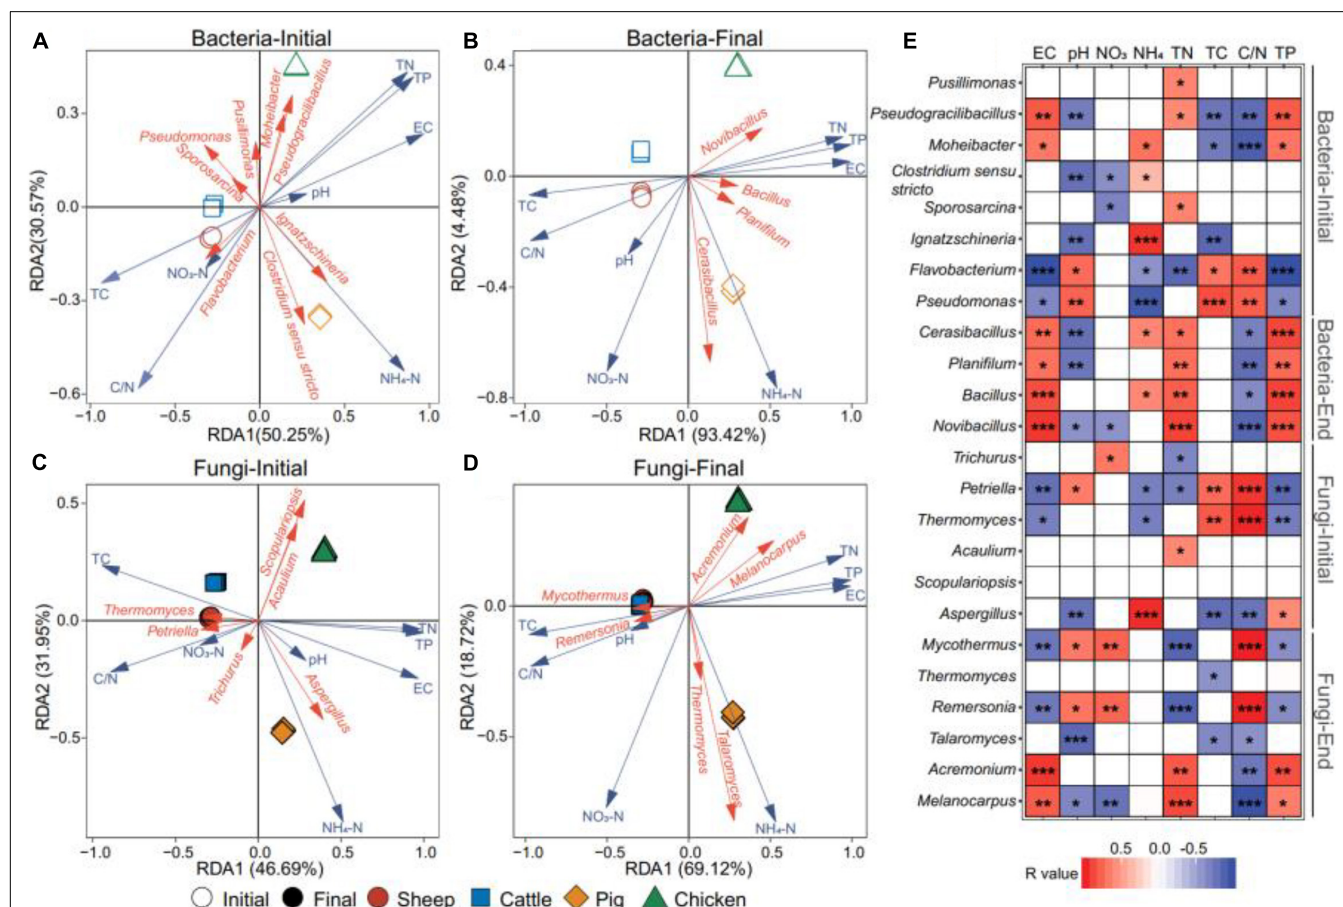 A
Bacteria-Initial
TN
TP
EC
pH
Moheibacter
Pseudogracilibacillus
Pusillimonas
Pseudomonas
Sporosarcina
Ignatzschineria
Flavobacterium
Clostridium sensu stricto
NO₃-N
TC
C/N
NH₄-N
0.3
0.0
−0.3
−0.6
RDA2(30.57%)
−1.0 −0.5 0.0 0.5 1.0
RDA1(50.25%)
B
Bacteria-Final
Novibacillus
TN
TP
EC
Bacillus
Planifilum
Cerasibacillus
TC
C/N
pH
NO₃-N
NH₄-N
0.4
0.0
−0.4
−0.8
RDA2 (4.48%)
−1.0 −0.5 0.0 0.5 1.0
RDA1 (93.42%)
C
Fungi-Initial
Scopulariopsis
Acaulium
TC
Thermomyces
Petriella
NO₃-N
C/N
Trichurus
pH
Aspergillus
TN
TP
EC
NH₄-N
0.5
0.0
−0.5
RDA2 (31.95%)
−1.0 −0.5 0.0 0.5 1.0
RDA1 (46.69%)
D
Fungi-Final
Acremonium
Melanocarpus
TN
TP
EC
Mycothermus
TC
Remersonia
pH
C/N
Thermomyces
Talaromyces
NO₃-N
NH₄-N
0.0
−0.5
RDA2 (18.72%)
−1.0 −0.5 0.0 0.5 1.0
RDA1 (69.12%)
Initial Final Sheep Cattle Pig Chicken
E
EC pH NO₃ NH₄ TN TC C/N TP
Pusillimonas *
Pseudogracilibacillus ** ** * ** ** **
Moheibacter * * * *** *
Clostridium sensu
stricto ** * *
Sporosarcina * *
Ignatzschineria ** *** **
Flavobacterium *** * * ** * ** ***
Pseudomonas * ** *** *** ** *
Cerasibacillus ** ** * * * ***
Planifilum * ** ** ** **
Bacillus *** * ** * ***
Novibacillus *** * * *** *** ***
Trichurus * *
Petriella ** * * * ** *** **
Thermomyces * * ** *** **
Acaulium *
Scopulariopsis
Aspergillus ** *** ** ** *
Mycothermus ** * ** *** *** *
Thermomyces *
Remersonia ** * ** *** *** *
Talaromyces *** * *
Acremonium *** ** ** **
Melanocarpus ** * ** *** *** *
Bacteria-Initial
Bacteria-End
Fungi-Initial
Fungi-End
0.5 0.0 -0.5
R value